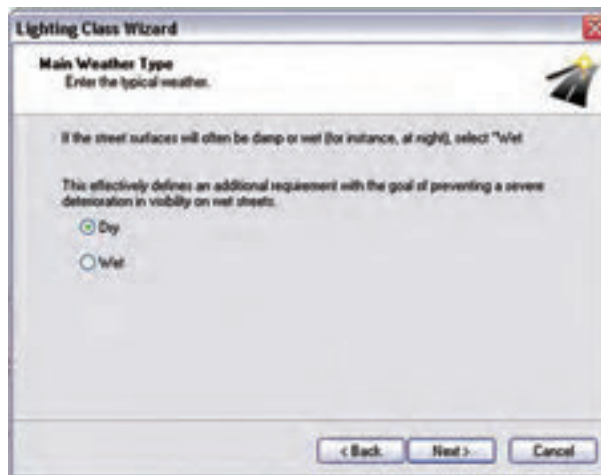 Lighting Class Wizard
Main Weather Type
Enter the typical weather.
If the street surfaces will often be damp or wet (for instance, at night), select "Wet
This effectively defines an additional requirement with the goal of preventing a severe
deterioration in visibility on wet streets.
Dry
Wet
< Back
Next >
Cancel